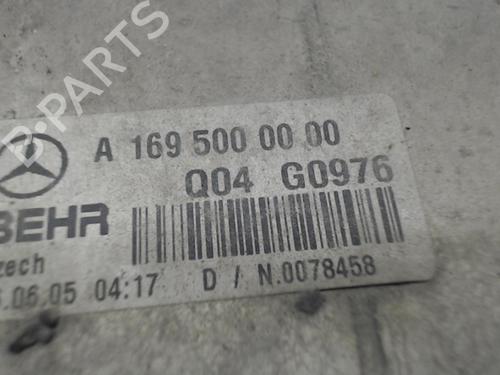 B-PARTS
A 169 500 00 00
Q04 G0976
BEHR
zech
.06.05 04:17 D / N.0078458